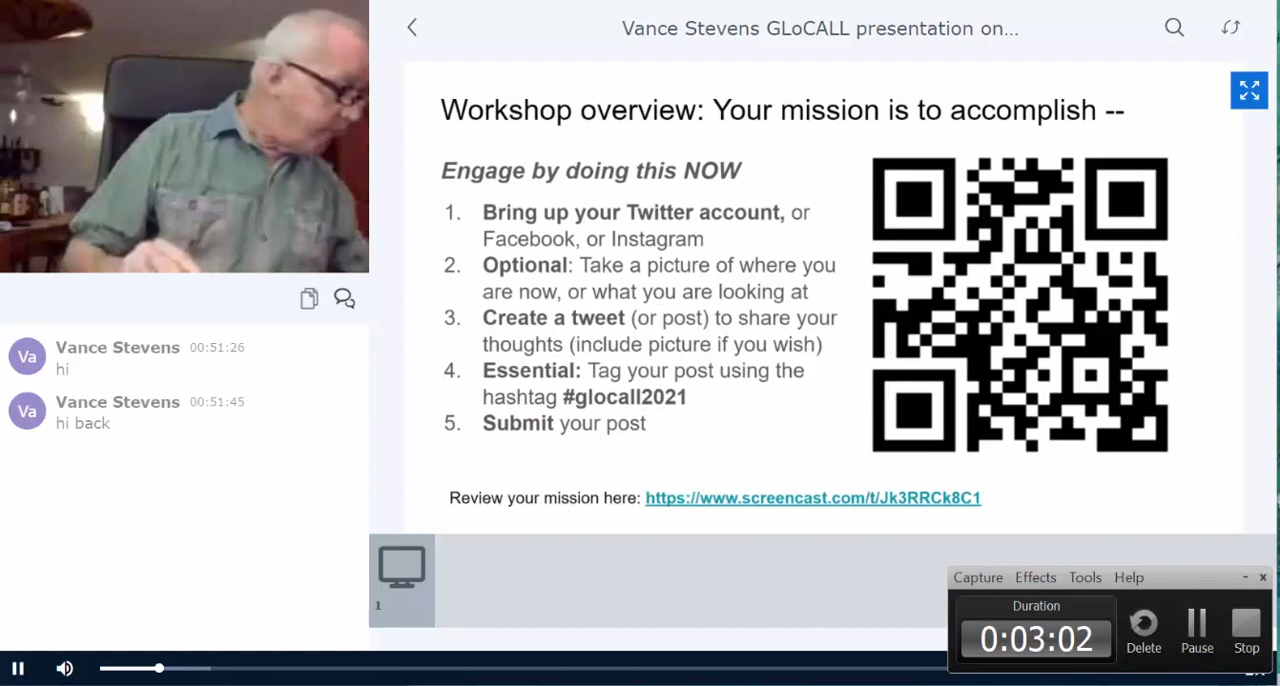 Vance Stevens GLoCALL presentation on...
Workshop overview: Your mission is to accomplish --
Engage by doing this NOW
1. Bring up your Twitter account, or
Facebook, or Instagram
2. Optional: Take a picture of where you
are now, or what you are looking at
3. Create a tweet (or post) to share your
thoughts (include picture if you wish)
4. Essential: Tag your post using the
hashtag #glocall2021
5. Submit your post
Review your mission here: https://www.screencast.com/t/Jk3RRCk8C1
Va
Vance Stevens 00:51:26
hi
Va
Vance Stevens 00:51:45
hi back
1
Capture Effects Tools Help
Duration
0:03:02
Delete Pause Stop